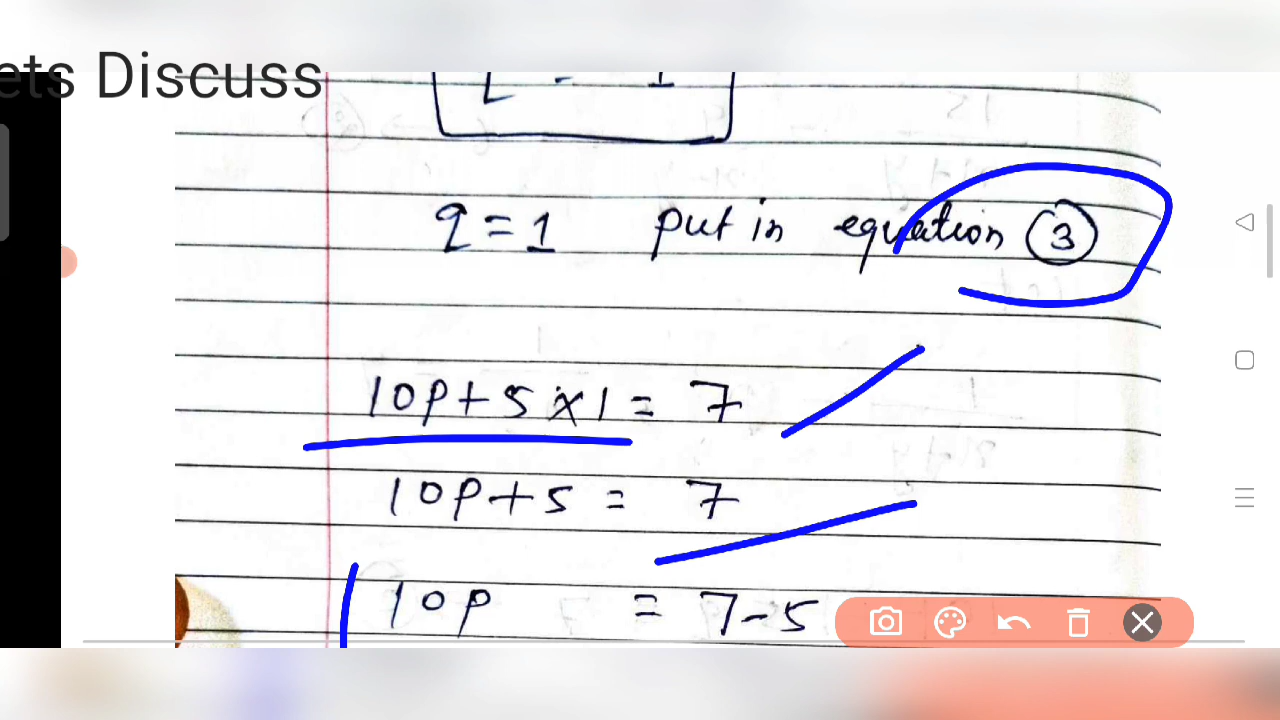 ets Discuss
q = 1 put in equation ③
10p + 5 × 1 = 7
10p + 5 = 7
10p = 7 - 5